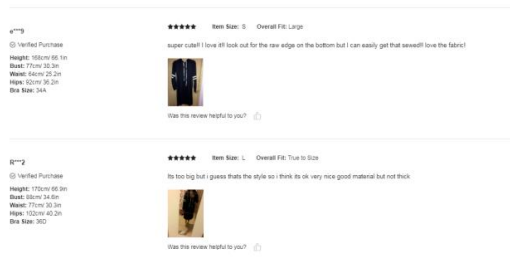 e***9
★★★★★ Item Size: S Overall Fit: Large
Verified Purchase
super cute!! I love it!! look out for the raw edge on the bottom but I can easily get that sewed!! love the fabric!
Height: 168cm/ 66.1in
Bust: 77cm/ 30.3in
Waist: 64cm/ 25.2in
Hips: 92cm/ 36.2in
Bra Size: 34A
Was this review helpful to you?
R***2
★★★★★ Item Size: L Overall Fit: True to Size
Verified Purchase
Its too big but i guess thats the style so i think its ok very nice good material but not thick
Height: 170cm/ 66.9in
Bust: 88cm/ 34.6in
Waist: 77cm/ 30.3in
Hips: 102cm/ 40.2in
Bra Size: 36D
Was this review helpful to you?